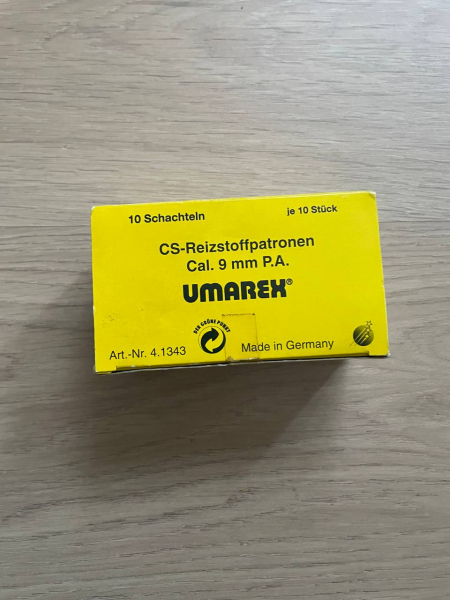 10 Schachteln je 10 Stück
CS-Reizstoffpatronen
Cal. 9 mm P.A.
UMAREX®
DER GRÜNE PUNKT
Art.-Nr. 4.1343 Made in Germany